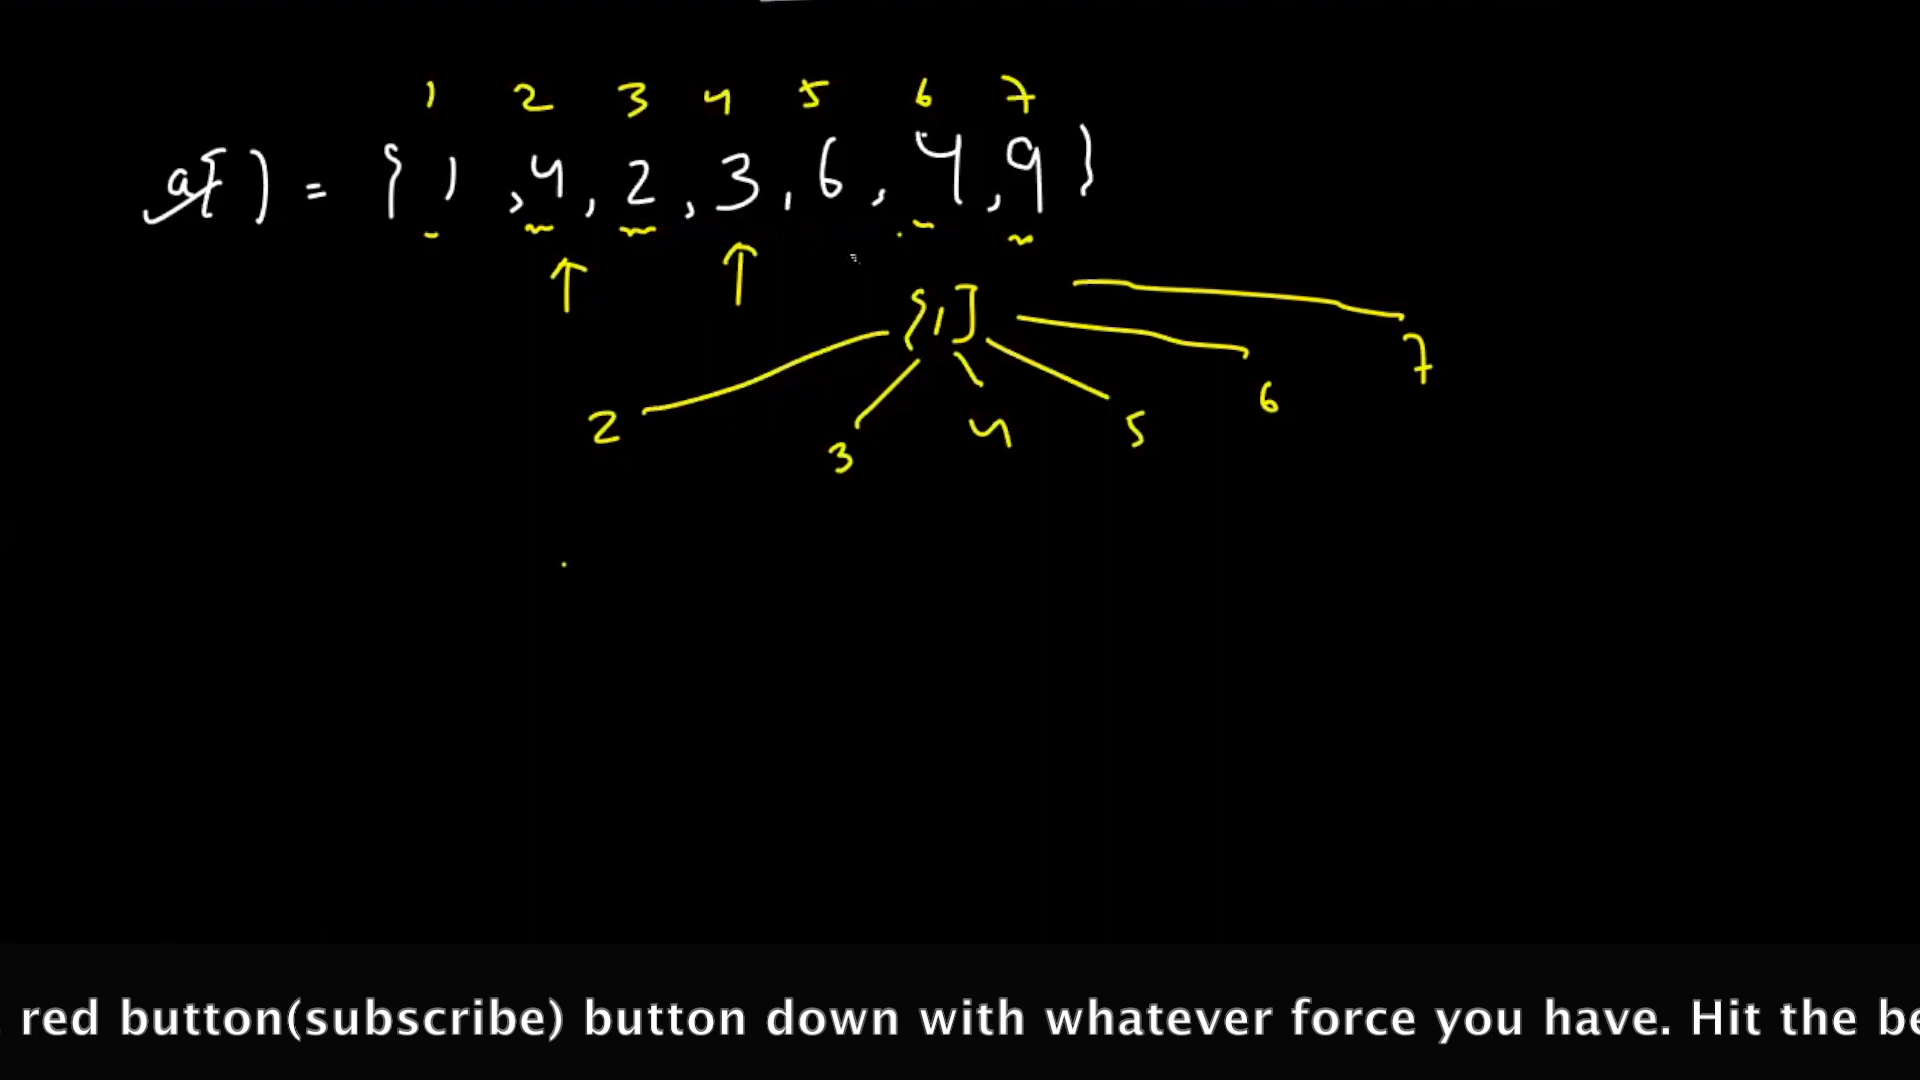 1 2 3 4 5 6 7
a[] = { 1 , 4 , 2 , 3 , 6 , 4 , 9 }
{1]
7
6
2 3 4 5
red button(subscribe) button down with whatever force you have. Hit the be